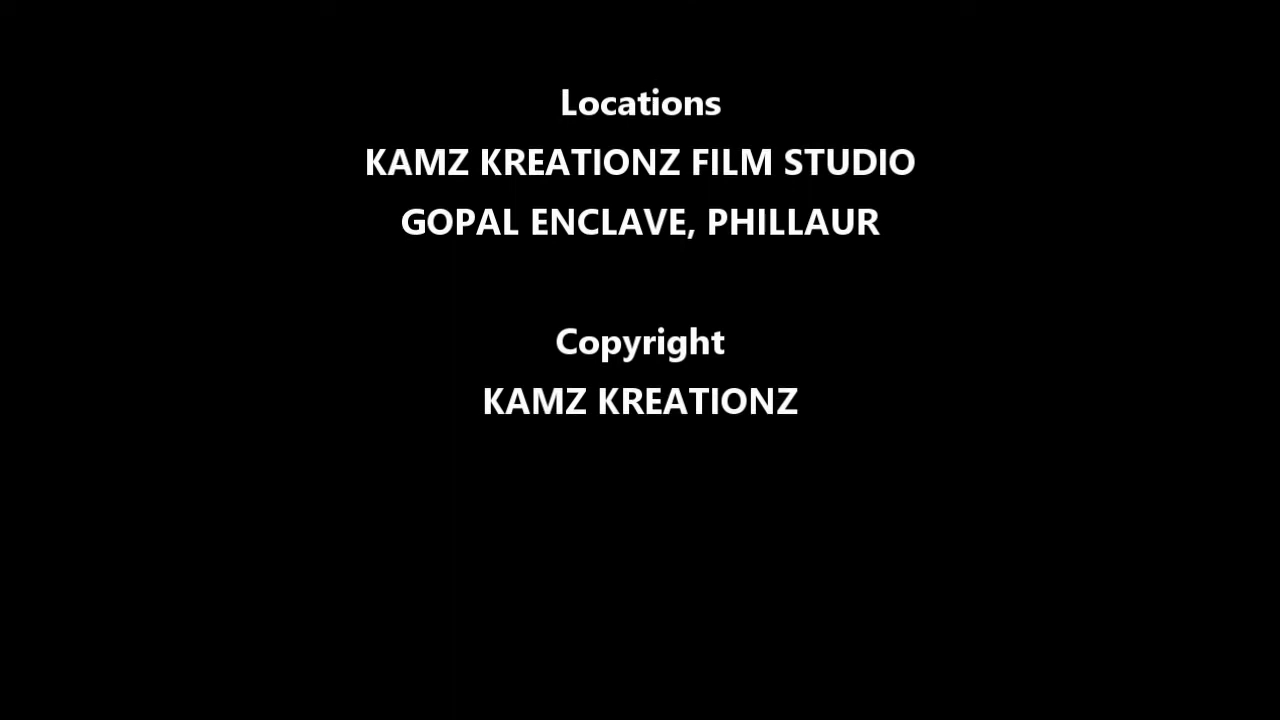 Locations
KAMZ KREATIONZ FILM STUDIO
GOPAL ENCLAVE, PHILLAUR
Copyright
KAMZ KREATIONZ